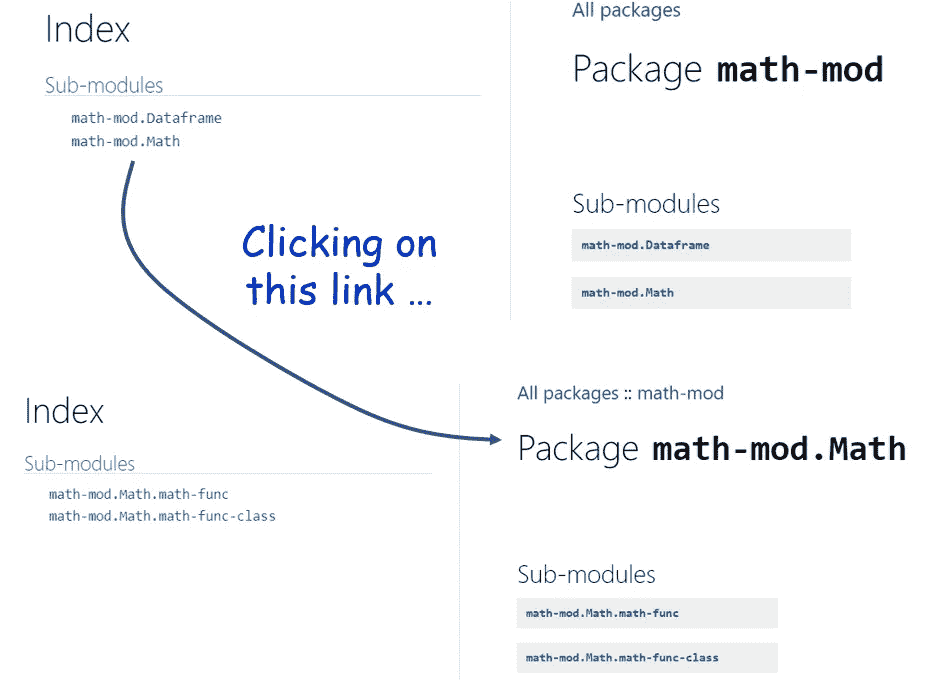 Index
Sub-modules
math-mod.Dataframe
math-mod.Math
All packages
Package math-mod
Sub-modules
math-mod.Dataframe
math-mod.Math
Clicking on
this link ...
Index
Sub-modules
math-mod.Math.math-func
math-mod.Math.math-func-class
All packages :: math-mod
Package math-mod.Math
Sub-modules
math-mod.Math.math-func
math-mod.Math.math-func-class